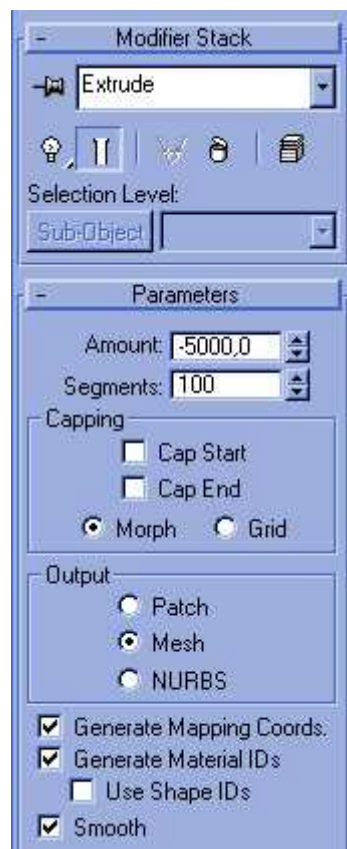 - Modifier Stack
Extrude
Selection Level:
Sub-Object
- Parameters
Amount: -5000,0
Segments: 100
Capping
Cap Start
Cap End
Morph Grid
Output
Patch
Mesh
NURBS
Generate Mapping Coords.
Generate Material IDs
Use Shape IDs
Smooth